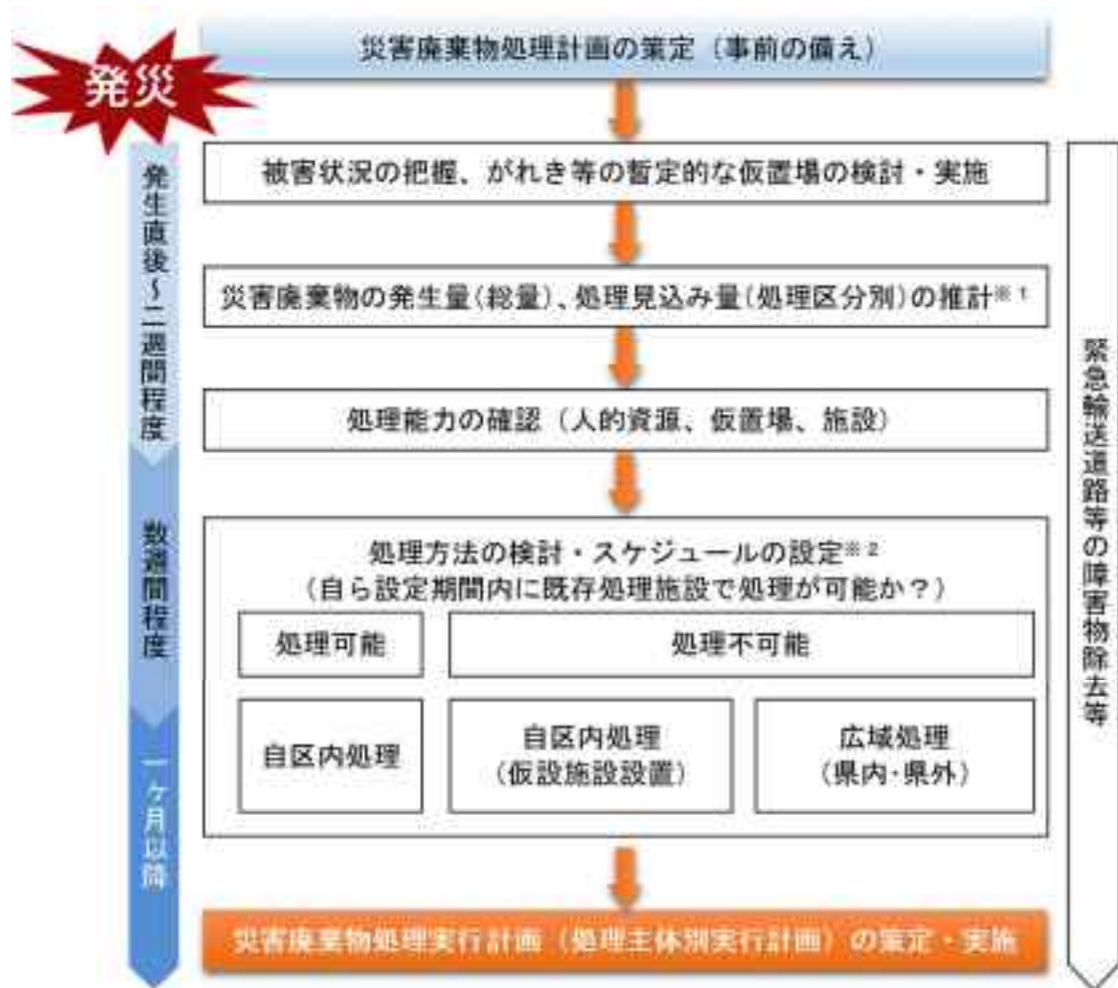 災害廃棄物処理計画の策定（事前の備え）
発災
発生直後～二週間程度
数週間程度
一ヶ月以降
被害状況の把握、がれき等の暫定的な仮置場の検討・実施
災害廃棄物の発生量(総量)、処理見込み量(処理区分別)の推計※1
処理能力の確認（人的資源、仮置場、施設）
処理方法の検討・スケジュールの設定※2
（自ら設定期間内に既存処理施設で処理が可能か？）
処理可能
処理不可能
自区内処理
自区内処理
（仮設施設設置）
広域処理
（県内･県外）
災害廃棄物処理実行計画（処理主体別実行計画）の策定・実施
緊急輸送道路等の障害物除去等